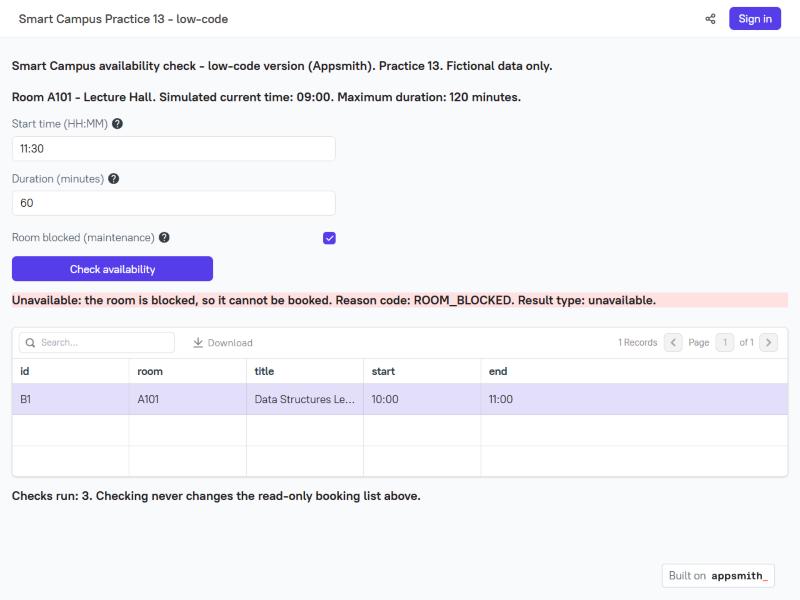 Smart Campus Practice 13 - low-code
Sign in
Smart Campus availability check - low-code version (Appsmith). Practice 13. Fictional data only.
Room A101 - Lecture Hall. Simulated current time: 09:00. Maximum duration: 120 minutes.
Start time (HH:MM) ?
11:30
Duration (minutes) ?
60
Room blocked (maintenance) ?
Check availability
Unavailable: the room is blocked, so it cannot be booked. Reason code: ROOM_BLOCKED. Result type: unavailable.
Search... Download 1 Records Page 1 of 1
id room title start end
B1 A101 Data Structures Le... 10:00 11:00
Checks run: 3. Checking never changes the read-only booking list above.
Built on appsmith_